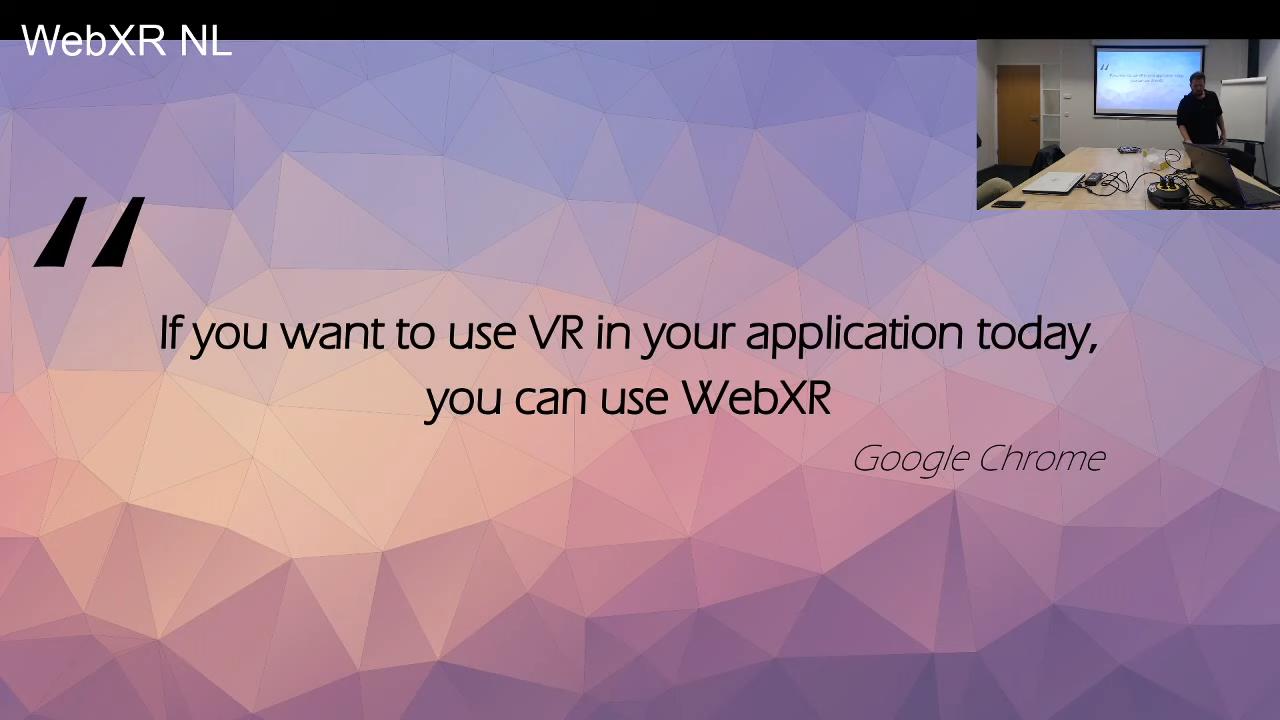 WebXR NL
“
If you want to use VR in your application today,
you can use WebXR
Google Chrome